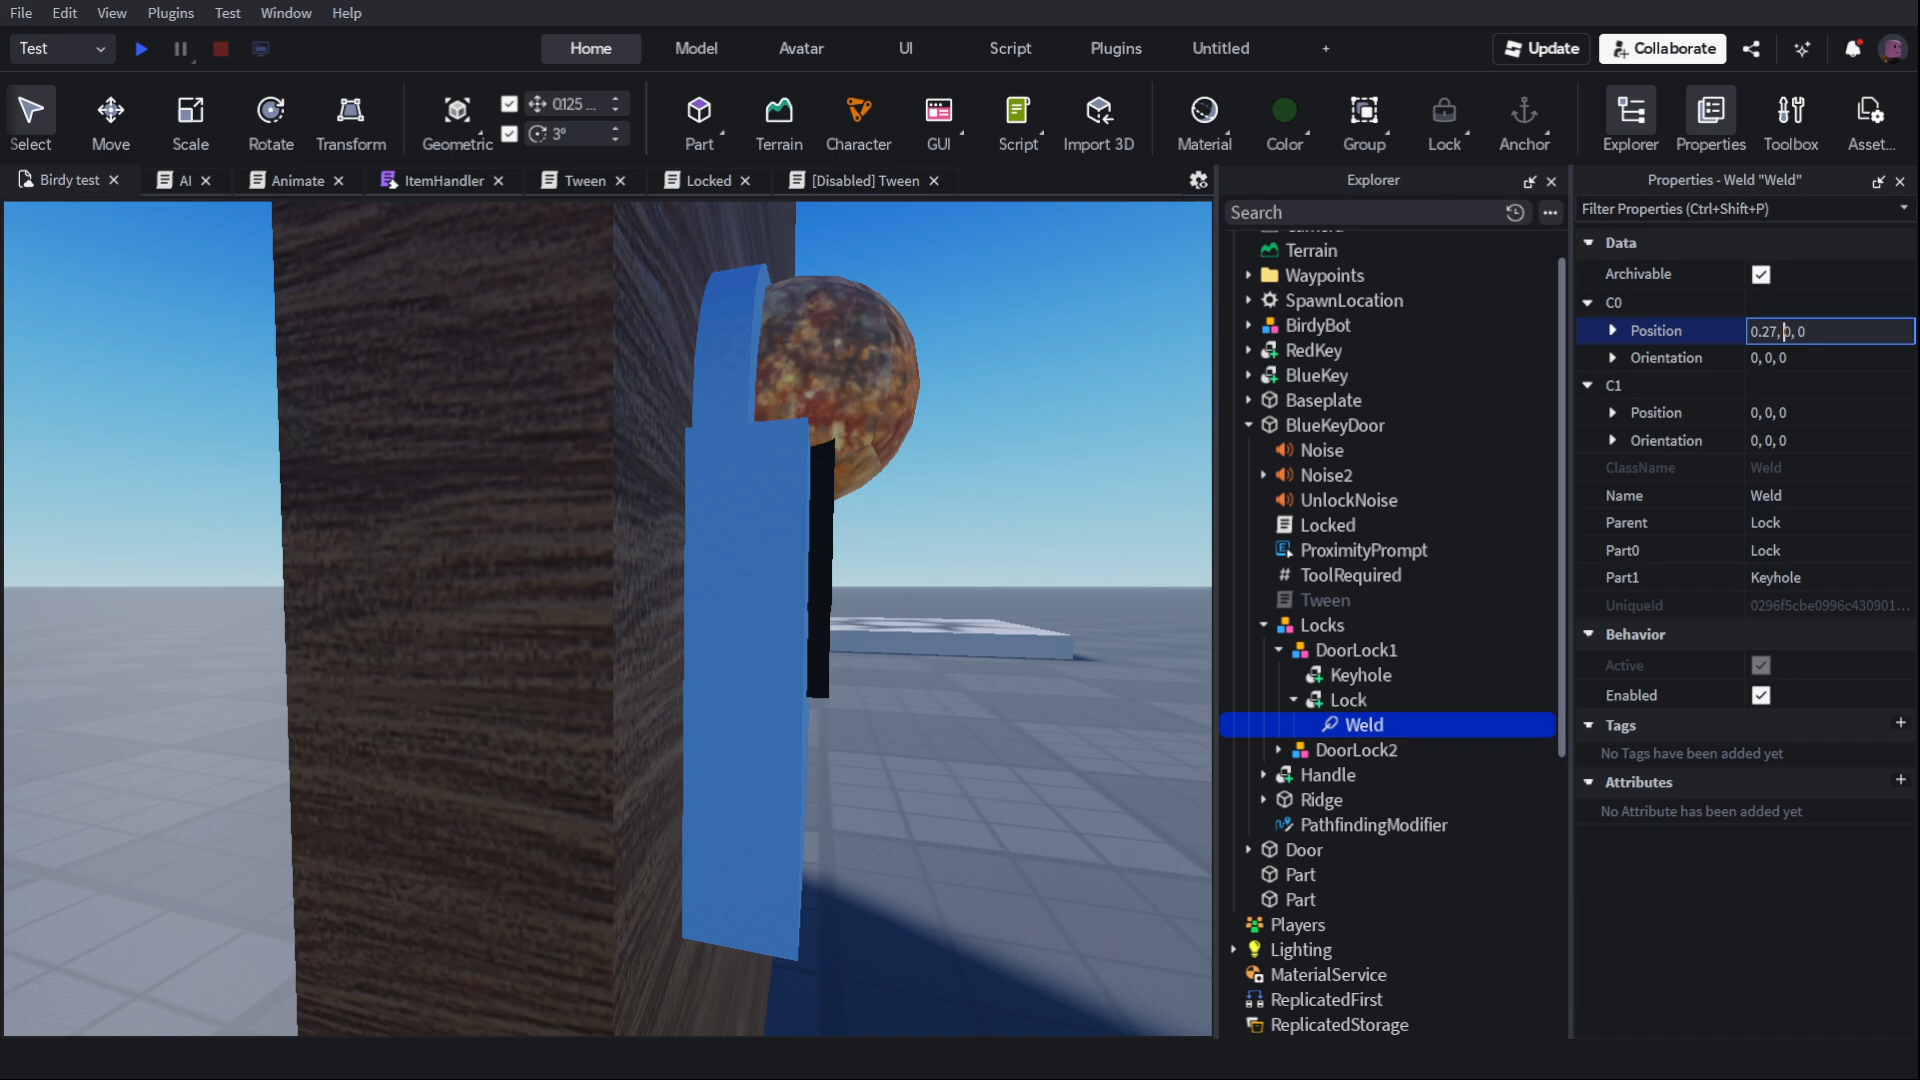 File Edit View Plugins Test Window Help
Test Home Model Avatar UI Script Plugins Untitled + Update Collaborate
0.125 ...
3°
Select Move Scale Rotate Transform Geometric Part Terrain Character GUI Script Import 3D Material Color Group Lock Anchor Explorer Properties Toolbox Asset...
Birdy test AI Animate ItemHandler Tween Locked [Disabled] Tween
Explorer
Search
Terrain
Waypoints
SpawnLocation
BirdyBot
RedKey
BlueKey
Baseplate
BlueKeyDoor
Noise
Noise2
UnlockNoise
Locked
ProximityPrompt
ToolRequired
Tween
Locks
DoorLock1
Keyhole
Lock
Weld
DoorLock2
Handle
Ridge
PathfindingModifier
Door
Part
Part
Players
Lighting
MaterialService
ReplicatedFirst
ReplicatedStorage
Properties - Weld "Weld"
Filter Properties (Ctrl+Shift+P)
Data
Archivable
C0
Position 0.27, 0, 0
Orientation 0, 0, 0
C1
Position 0, 0, 0
Orientation 0, 0, 0
ClassName Weld
Name Weld
Parent Lock
Part0 Lock
Part1 Keyhole
UniqueId 0296f5cbe0996c430901...
Behavior
Active
Enabled
Tags +
No Tags have been added yet
Attributes +
No Attribute has been added yet